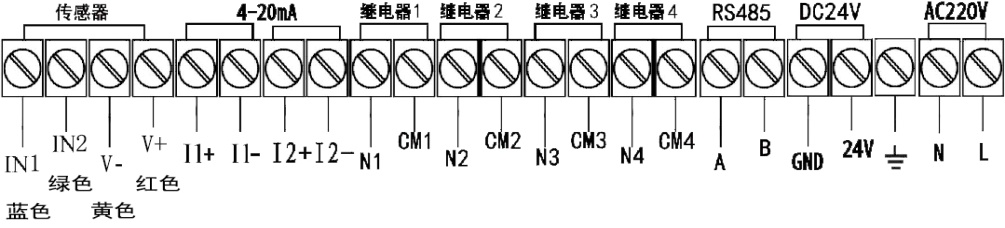 传感器 4-20mA 继电器1 继电器2 继电器3 继电器4 RS485 DC24V AC220V
IN1 IN2 V- V+ I1+ I1- I2+ I2- N1 CM1 N2 CM2 N3 CM3 N4 CM4 A B GND 24V N L
蓝色 绿色 黄色 红色